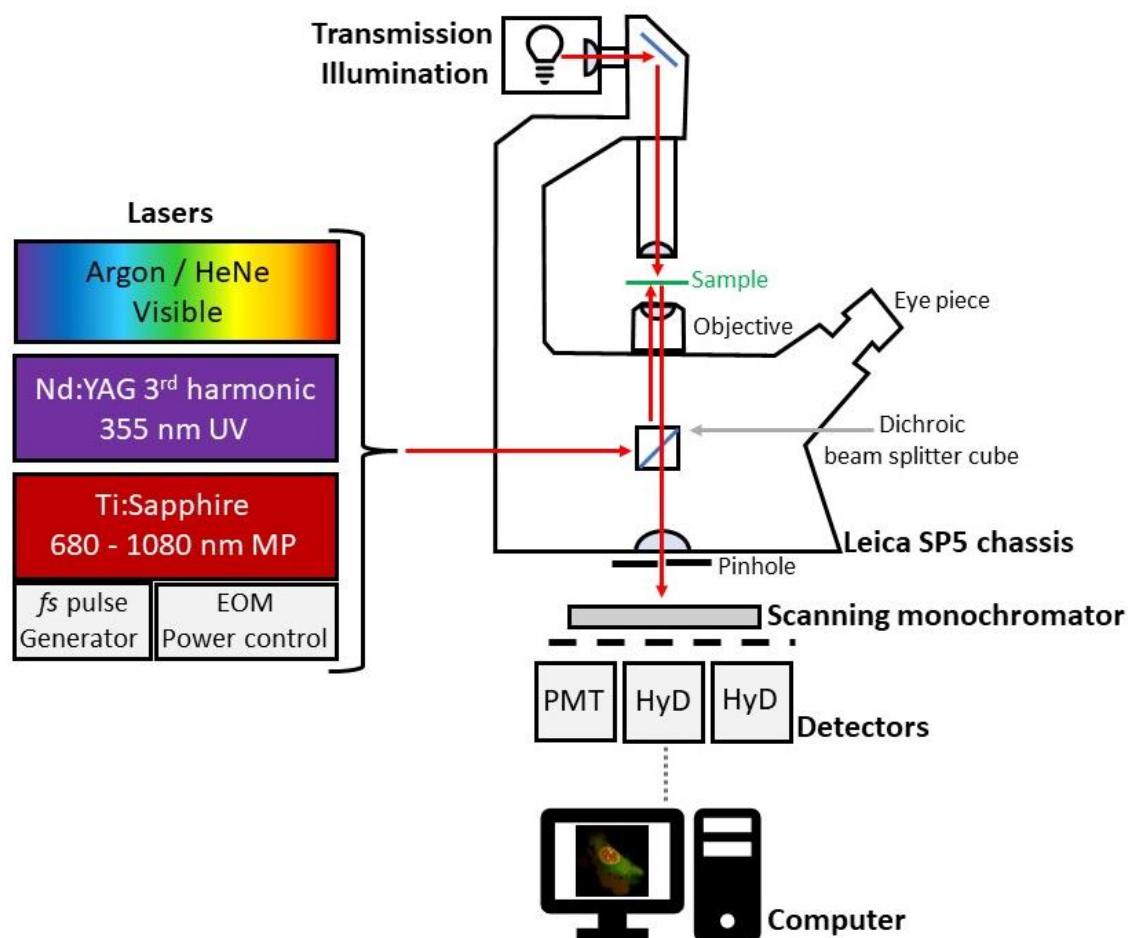 Transmission
Illumination
Lasers
Argon / HeNe
Visible
Nd:YAG 3rd harmonic
355 nm UV
Ti:Sapphire
680 - 1080 nm MP
fs pulse
Generator
EOM
Power control
Sample
Objective
Eye piece
Dichroic
beam splitter cube
Leica SP5 chassis
Pinhole
Scanning monochromator
PMT
HyD
HyD
Detectors
Computer